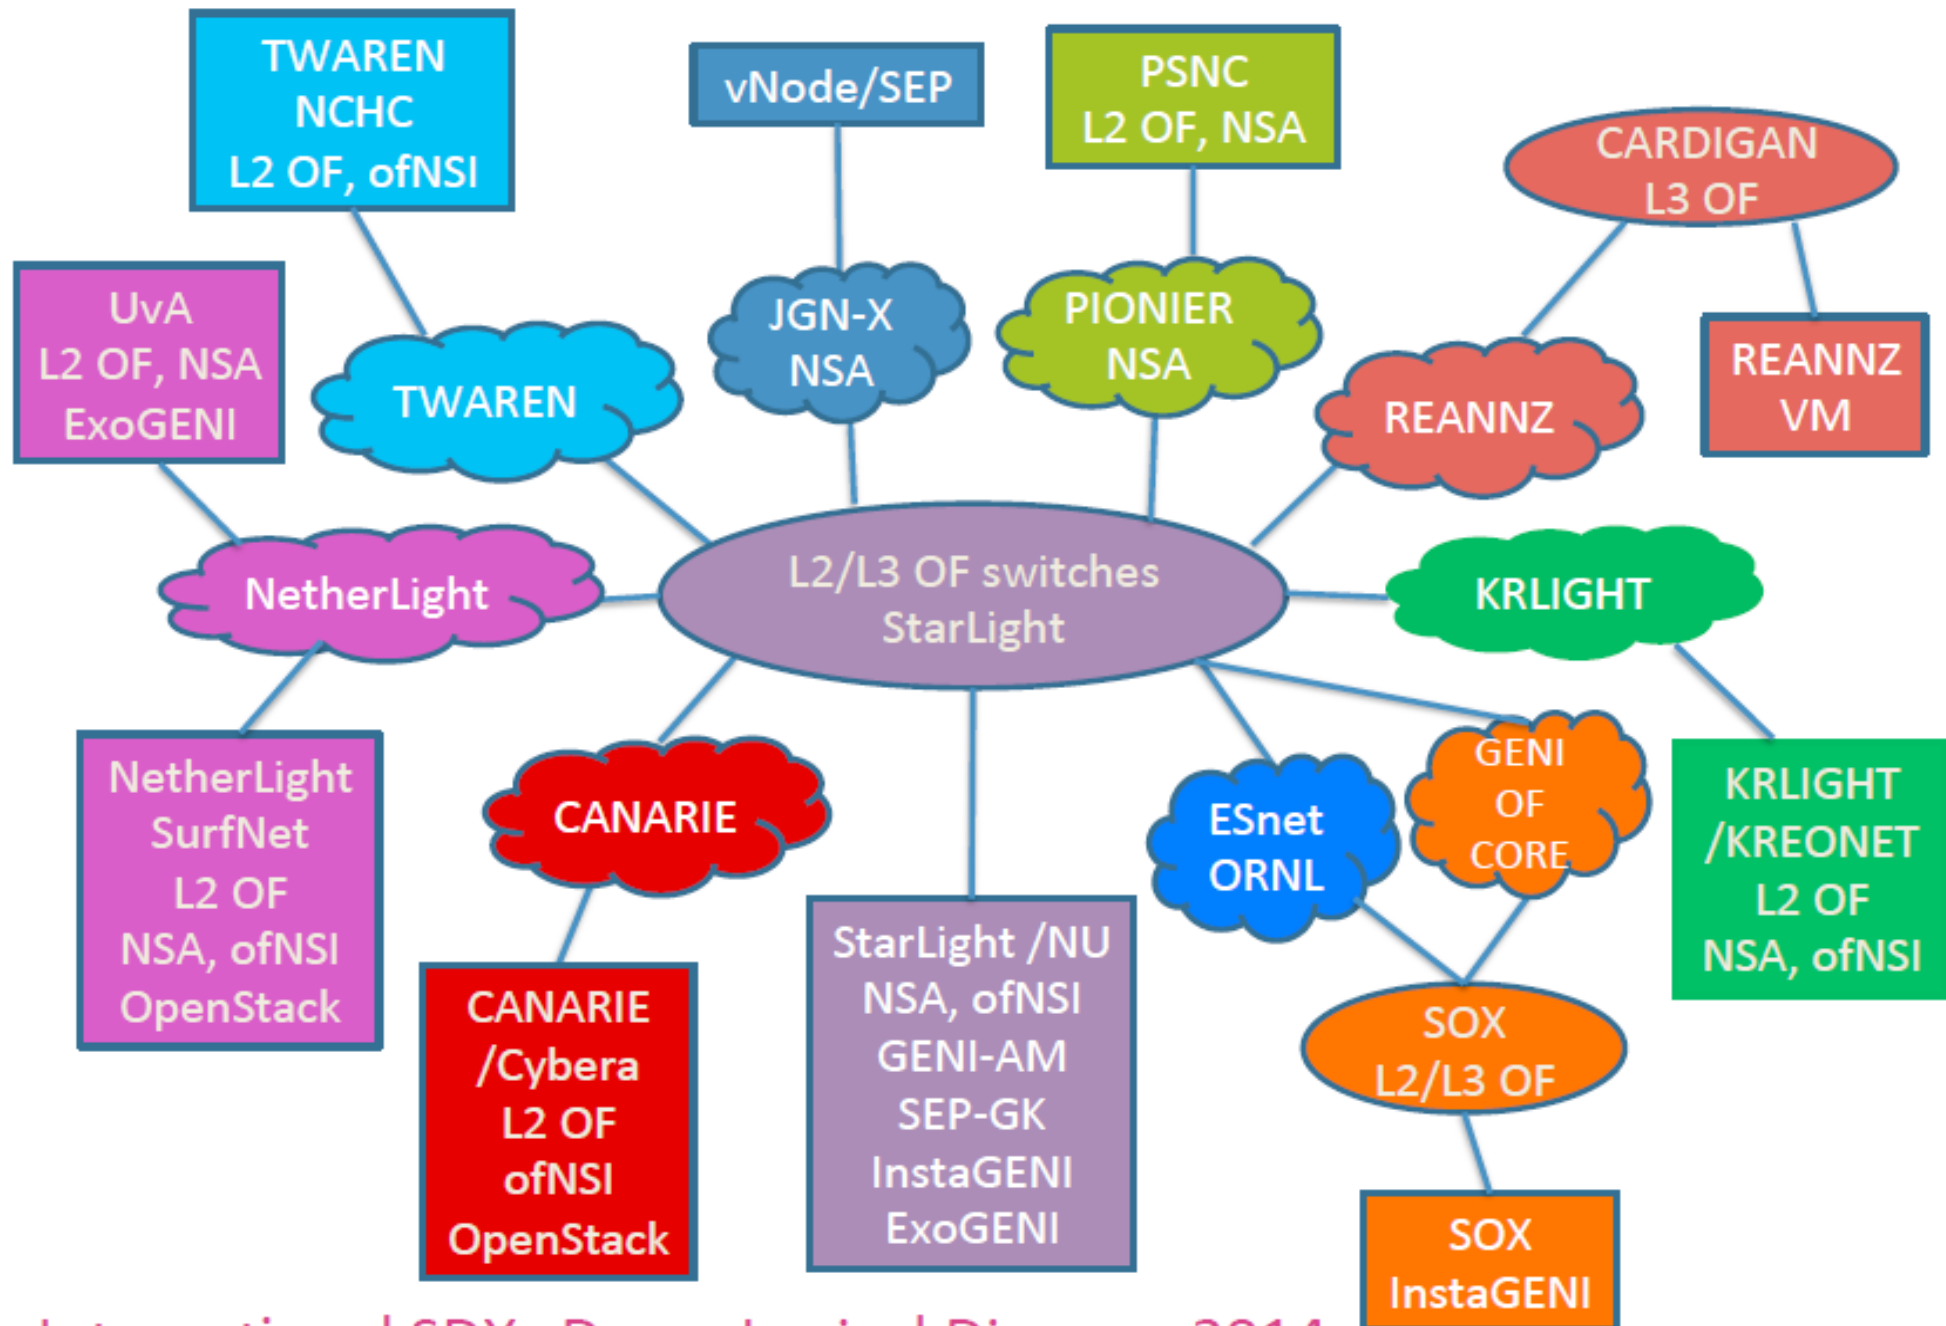 TWAREN
NCHC
L2 OF, ofNSI
vNode/SEP
PSNC
L2 OF, NSA
CARDIGAN
L3 OF
UvA
L2 OF, NSA
ExoGENI
TWAREN
JGN-X
NSA
PIONIER
NSA
REANNZ
REANNZ
VM
NetherLight
L2/L3 OF switches
StarLight
KRLIGHT
NetherLight
SurfNet
L2 OF
NSA, ofNSI
OpenStack
CANARIE
ESnet
ORNL
GENI
OF
CORE
KRLIGHT
/KREONET
L2 OF
NSA, ofNSI
CANARIE
/Cybera
L2 OF
ofNSI
OpenStack
StarLight /NU
NSA, ofNSI
GENI-AM
SEP-GK
InstaGENI
ExoGENI
SOX
L2/L3 OF
SOX
InstaGENI